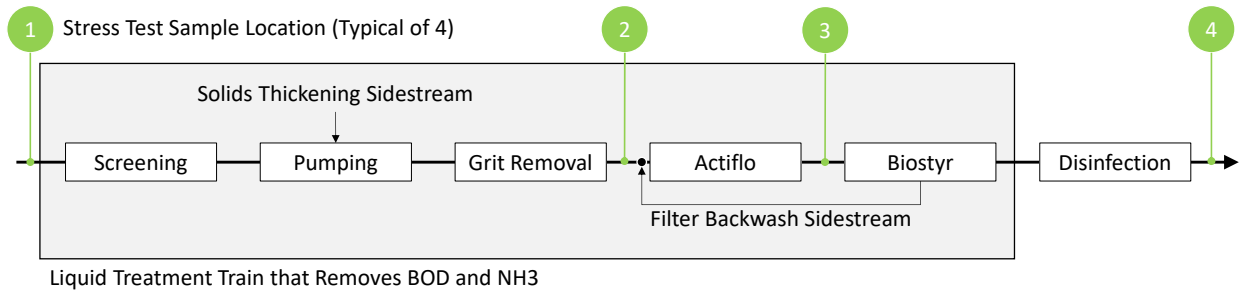 1 Stress Test Sample Location (Typical of 4) 2 3 4
Solids Thickening Sidestream
Screening Pumping Grit Removal Actiflo Biostyr Disinfection
Filter Backwash Sidestream
Liquid Treatment Train that Removes BOD and NH3